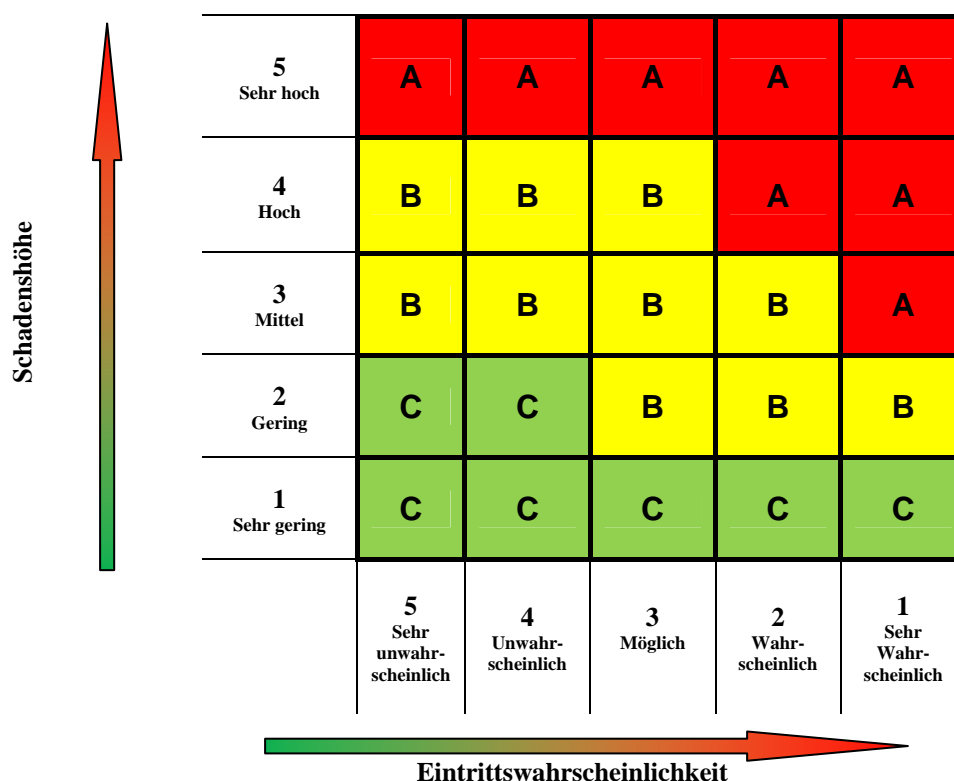 Schadenshöhe
5
Sehr hoch
A A A A A
4
Hoch
B B B A A
3
Mittel
B B B B A
2
Gering
C C B B B
1
Sehr gering
C C C C C
5
Sehr
unwahr-
scheinlich
4
Unwahr-
scheinlich
3
Möglich
2
Wahr-
scheinlich
1
Sehr
Wahr-
scheinlich
Eintrittswahrscheinlichkeit